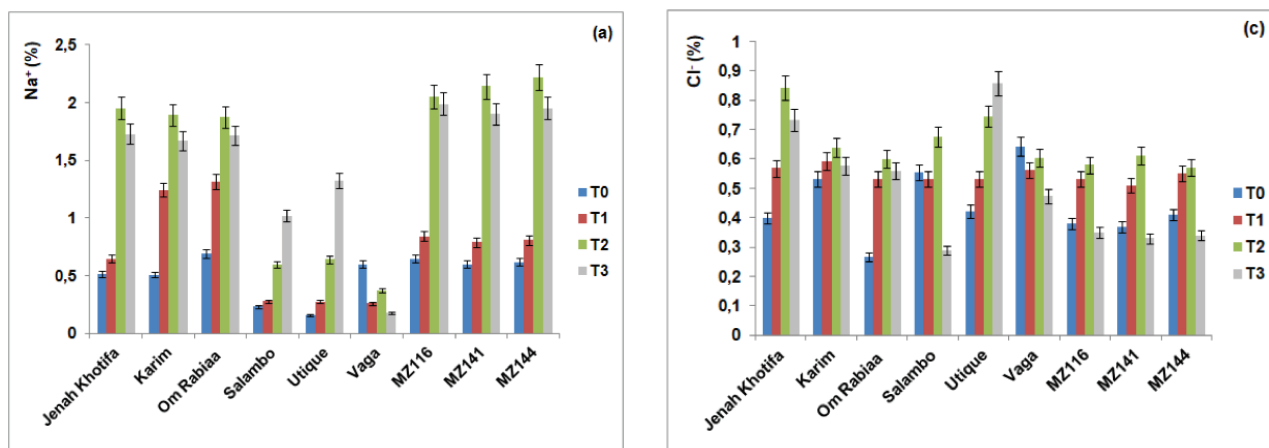 (a)
Na⁺ (%)
2,5
2
1,5
1
0,5
0
Jenah Khotifa
Karim
Om Rabiaa
Salambo
Utique
Vaga
MZ116
MZ141
MZ144
T0
T1
T2
T3
(c)
Cl⁻ (%)
1
0,9
0,8
0,7
0,6
0,5
0,4
0,3
0,2
0,1
0
Jenah Khotifa
Karim
Om Rabiaa
Salambo
Utique
Vaga
MZ116
MZ141
MZ144
T0
T1
T2
T3